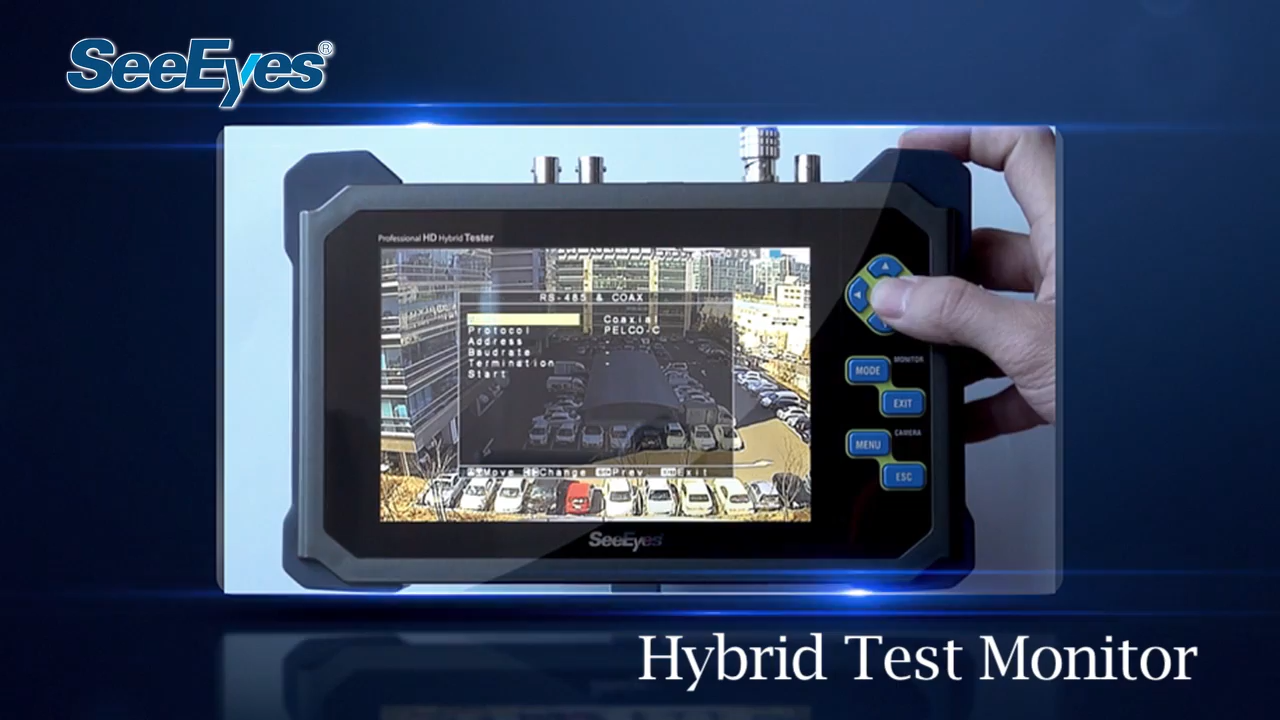 SeeEyes®
Professional HD Hybrid Tester
070%
RS-485 & COAX
Coaxial
Protocol PELCO-C
Address -
Baudrate -
Termination -
Start
Move Change Prev Exit
MONITOR
MODE
EXIT
CAMERA
MENU
ESC
SeeEyes
Hybrid Test Monitor